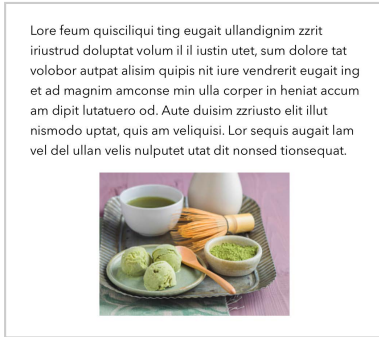 Lore feum quisciliqui ting eugait ullandignim zzrit
iriustrud doluptat volum il il iustin utet, sum dolore tat
volobor autpat alisim quipis nit iure vendrerit eugait ing
et ad magnim amconse min ulla corper in heniat accum
am dipit lutatuero od. Aute duisim zzriusto elit illut
nismodo uptat, quis am veliquisi. Lor sequis augait lam
vel del ullan velis nulputet utat dit nonsed tionsequat.